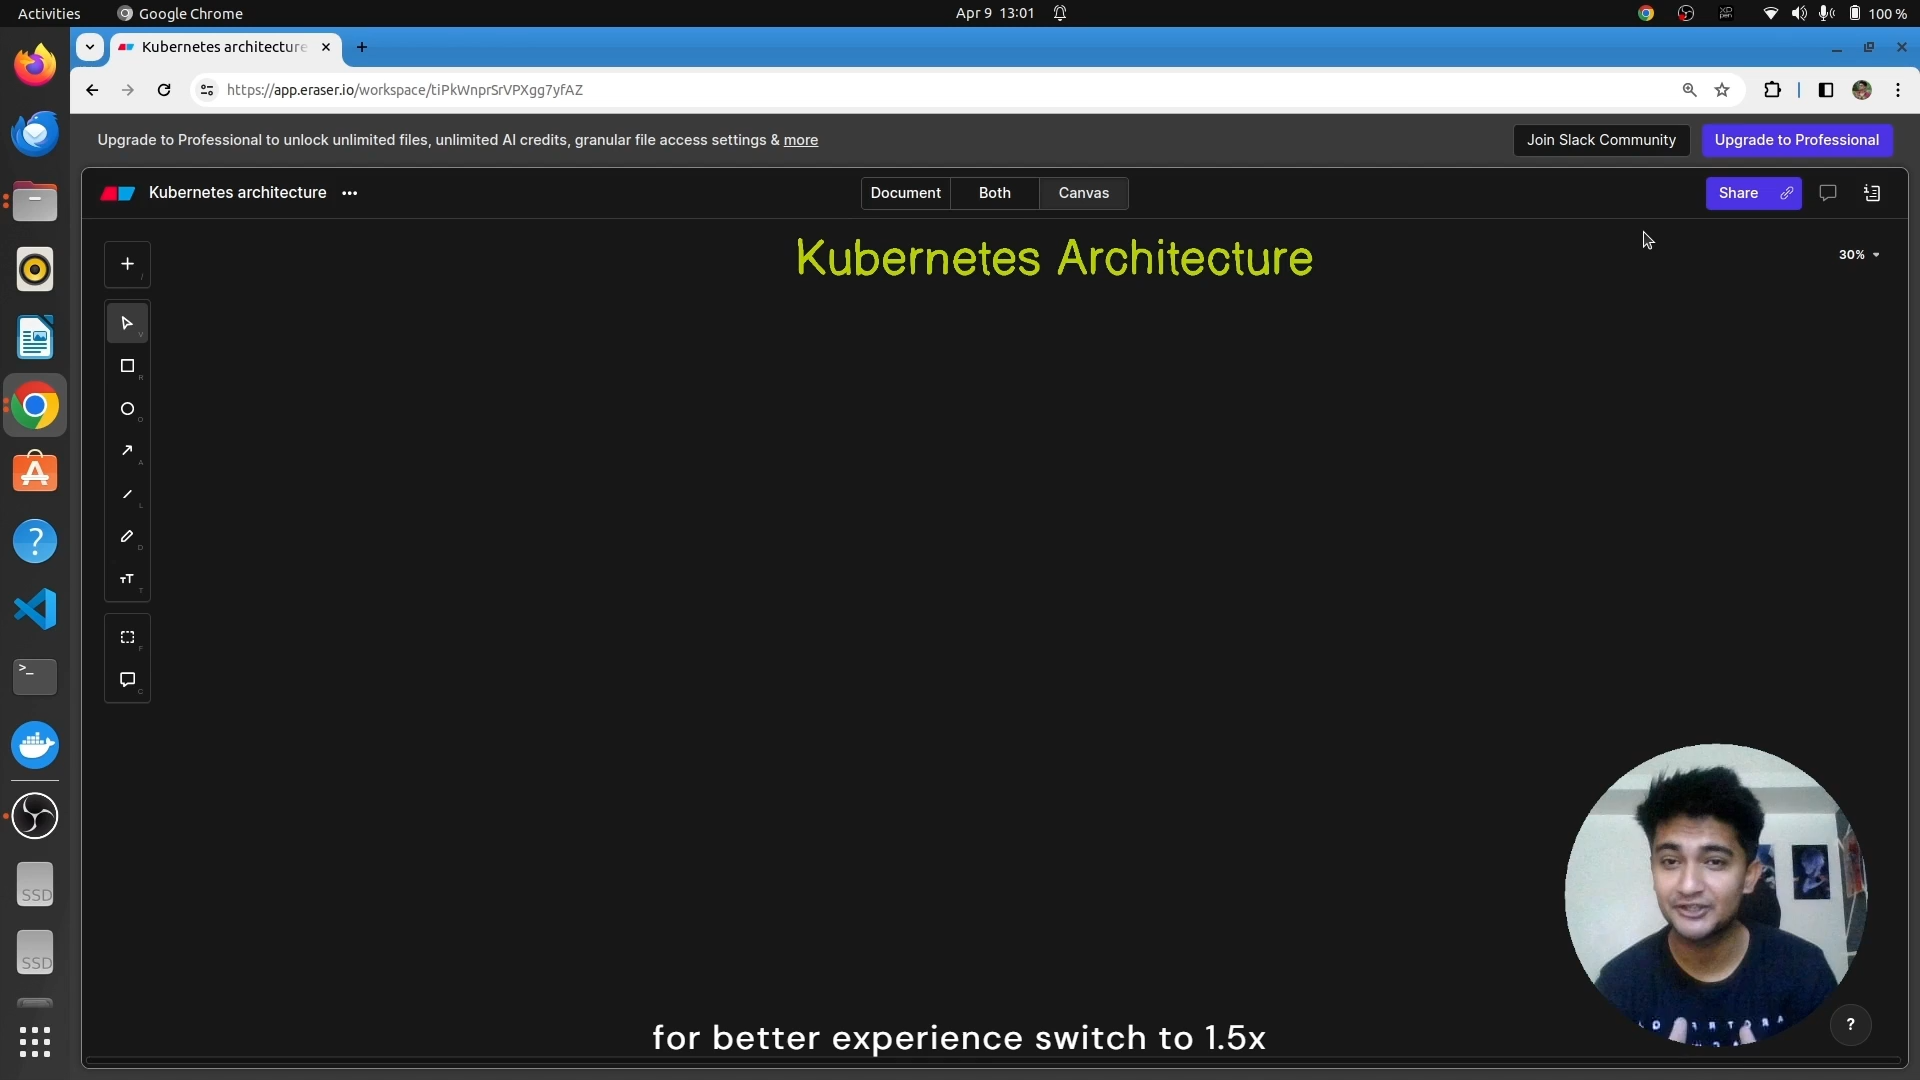 Activities
Google Chrome
Apr 9 13:01
100 %
Kubernetes architecture
https://app.eraser.io/workspace/tiPkWnprSrVPXgg7yfAZ
Upgrade to Professional to unlock unlimited files, unlimited AI credits, granular file access settings & more
Join Slack Community
Upgrade to Professional
Kubernetes architecture
Document
Both
Canvas
Share
Kubernetes Architecture
30%
/
V
R
O
A
L
D
T
F
C
SSD
SSD
for better experience switch to 1.5x